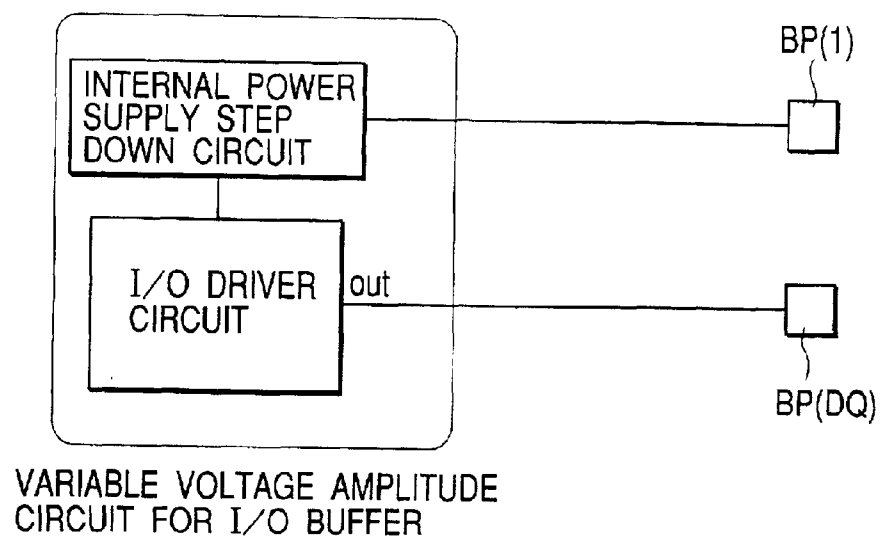 BP(1)
INTERNAL POWER
SUPPLY STEP
DOWN CIRCUIT
I/O DRIVER
CIRCUIT
out
BP(DQ)
VARIABLE VOLTAGE AMPLITUDE
CIRCUIT FOR I/O BUFFER